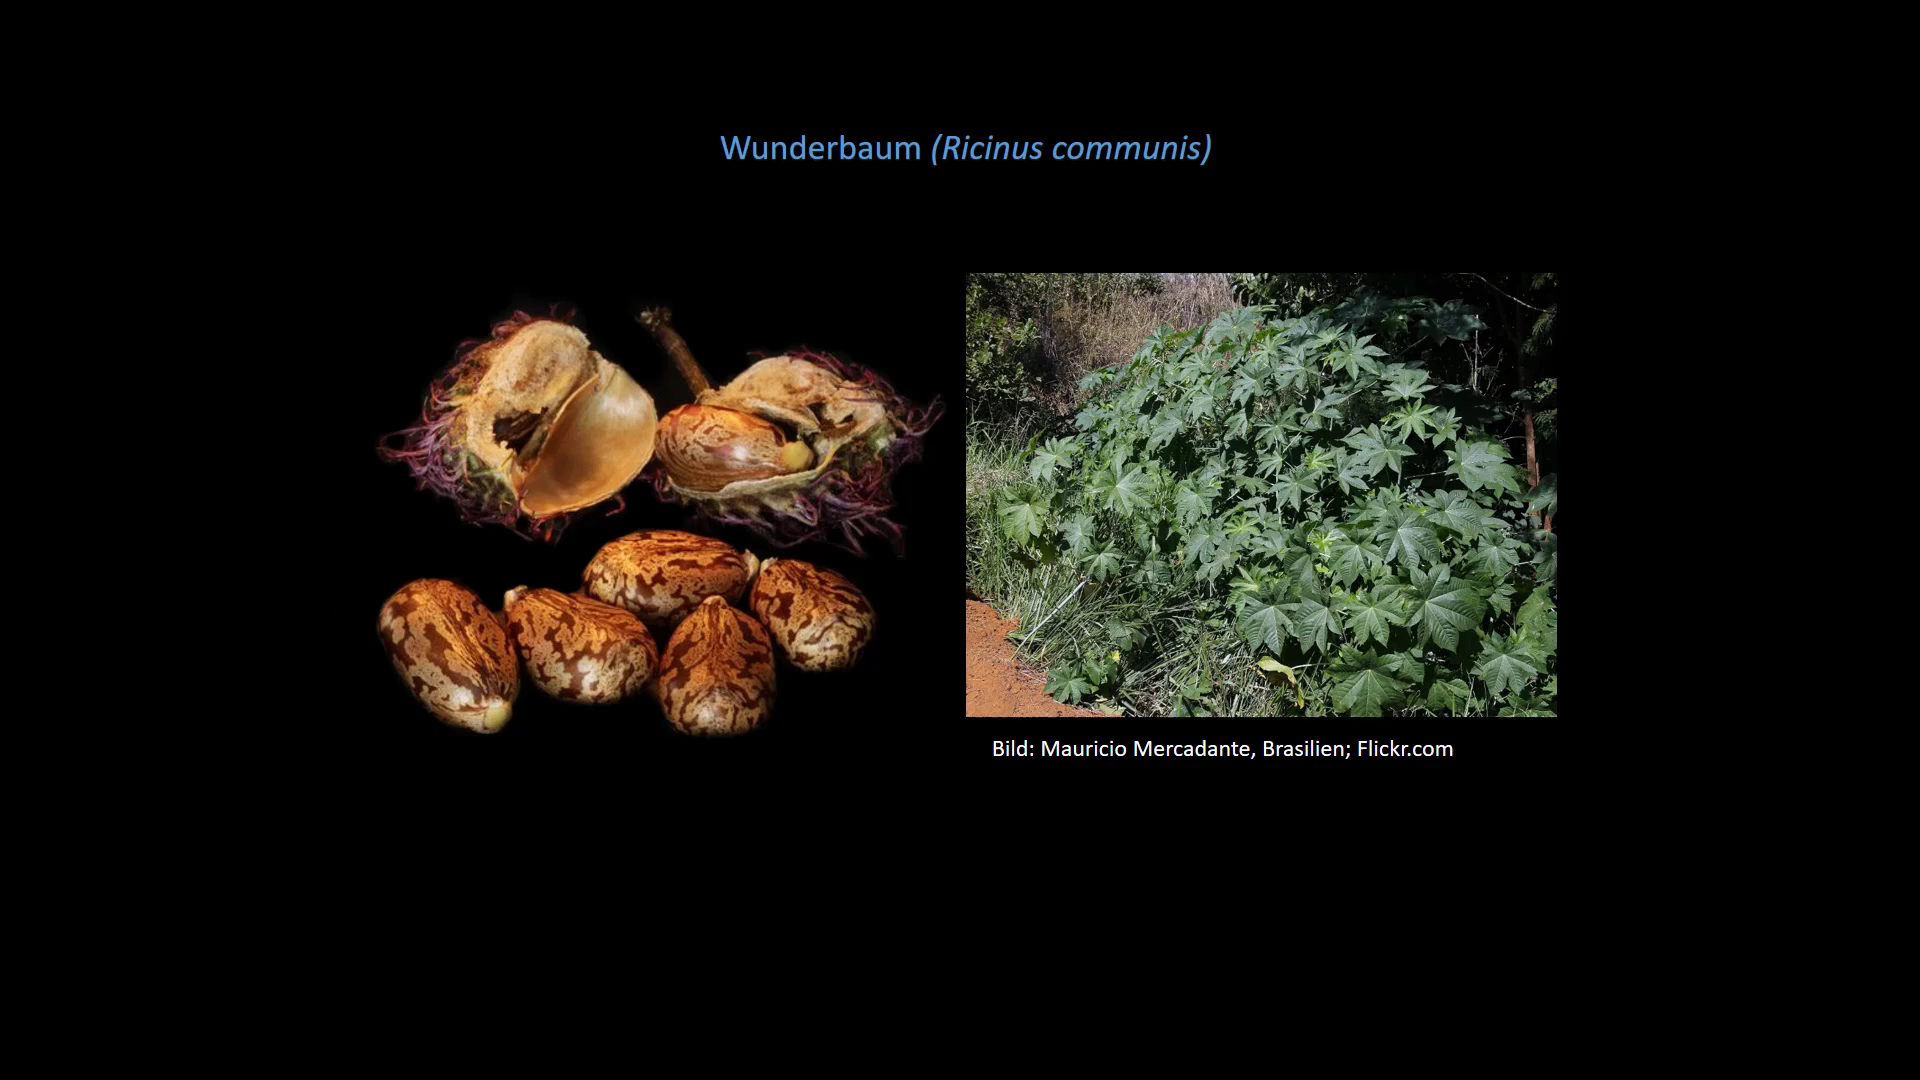 Wunderbaum (Ricinus communis)
Bild: Mauricio Mercadante, Brasilien; Flickr.com